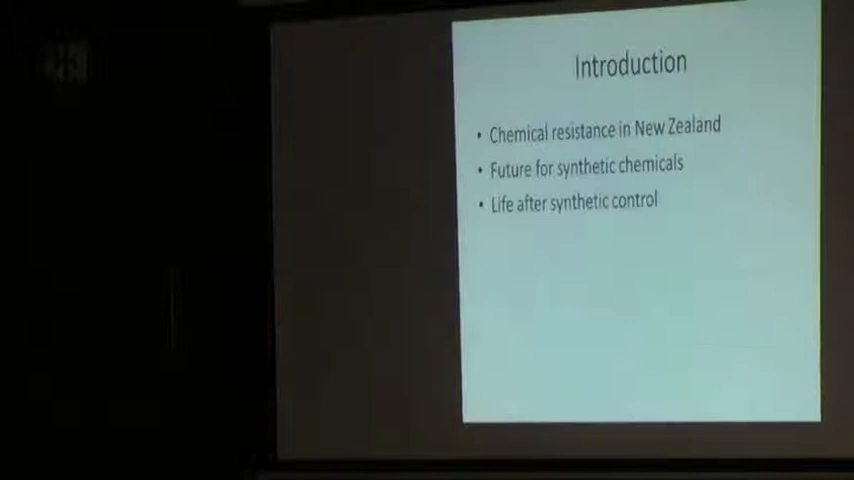 Introduction
• Chemical resistance in New Zealand
• Future for synthetic chemicals
• Life after synthetic control